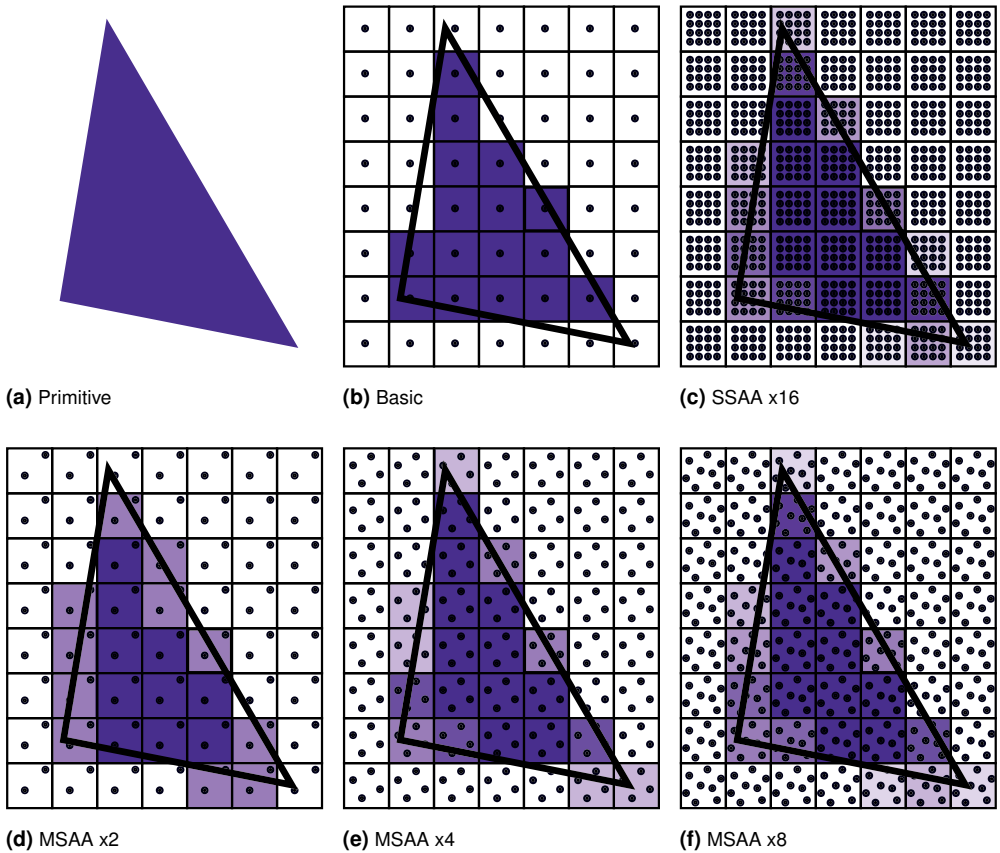 (a) Primitive
(b) Basic
(c) SSAA x16
(d) MSAA x2
(e) MSAA x4
(f) MSAA x8